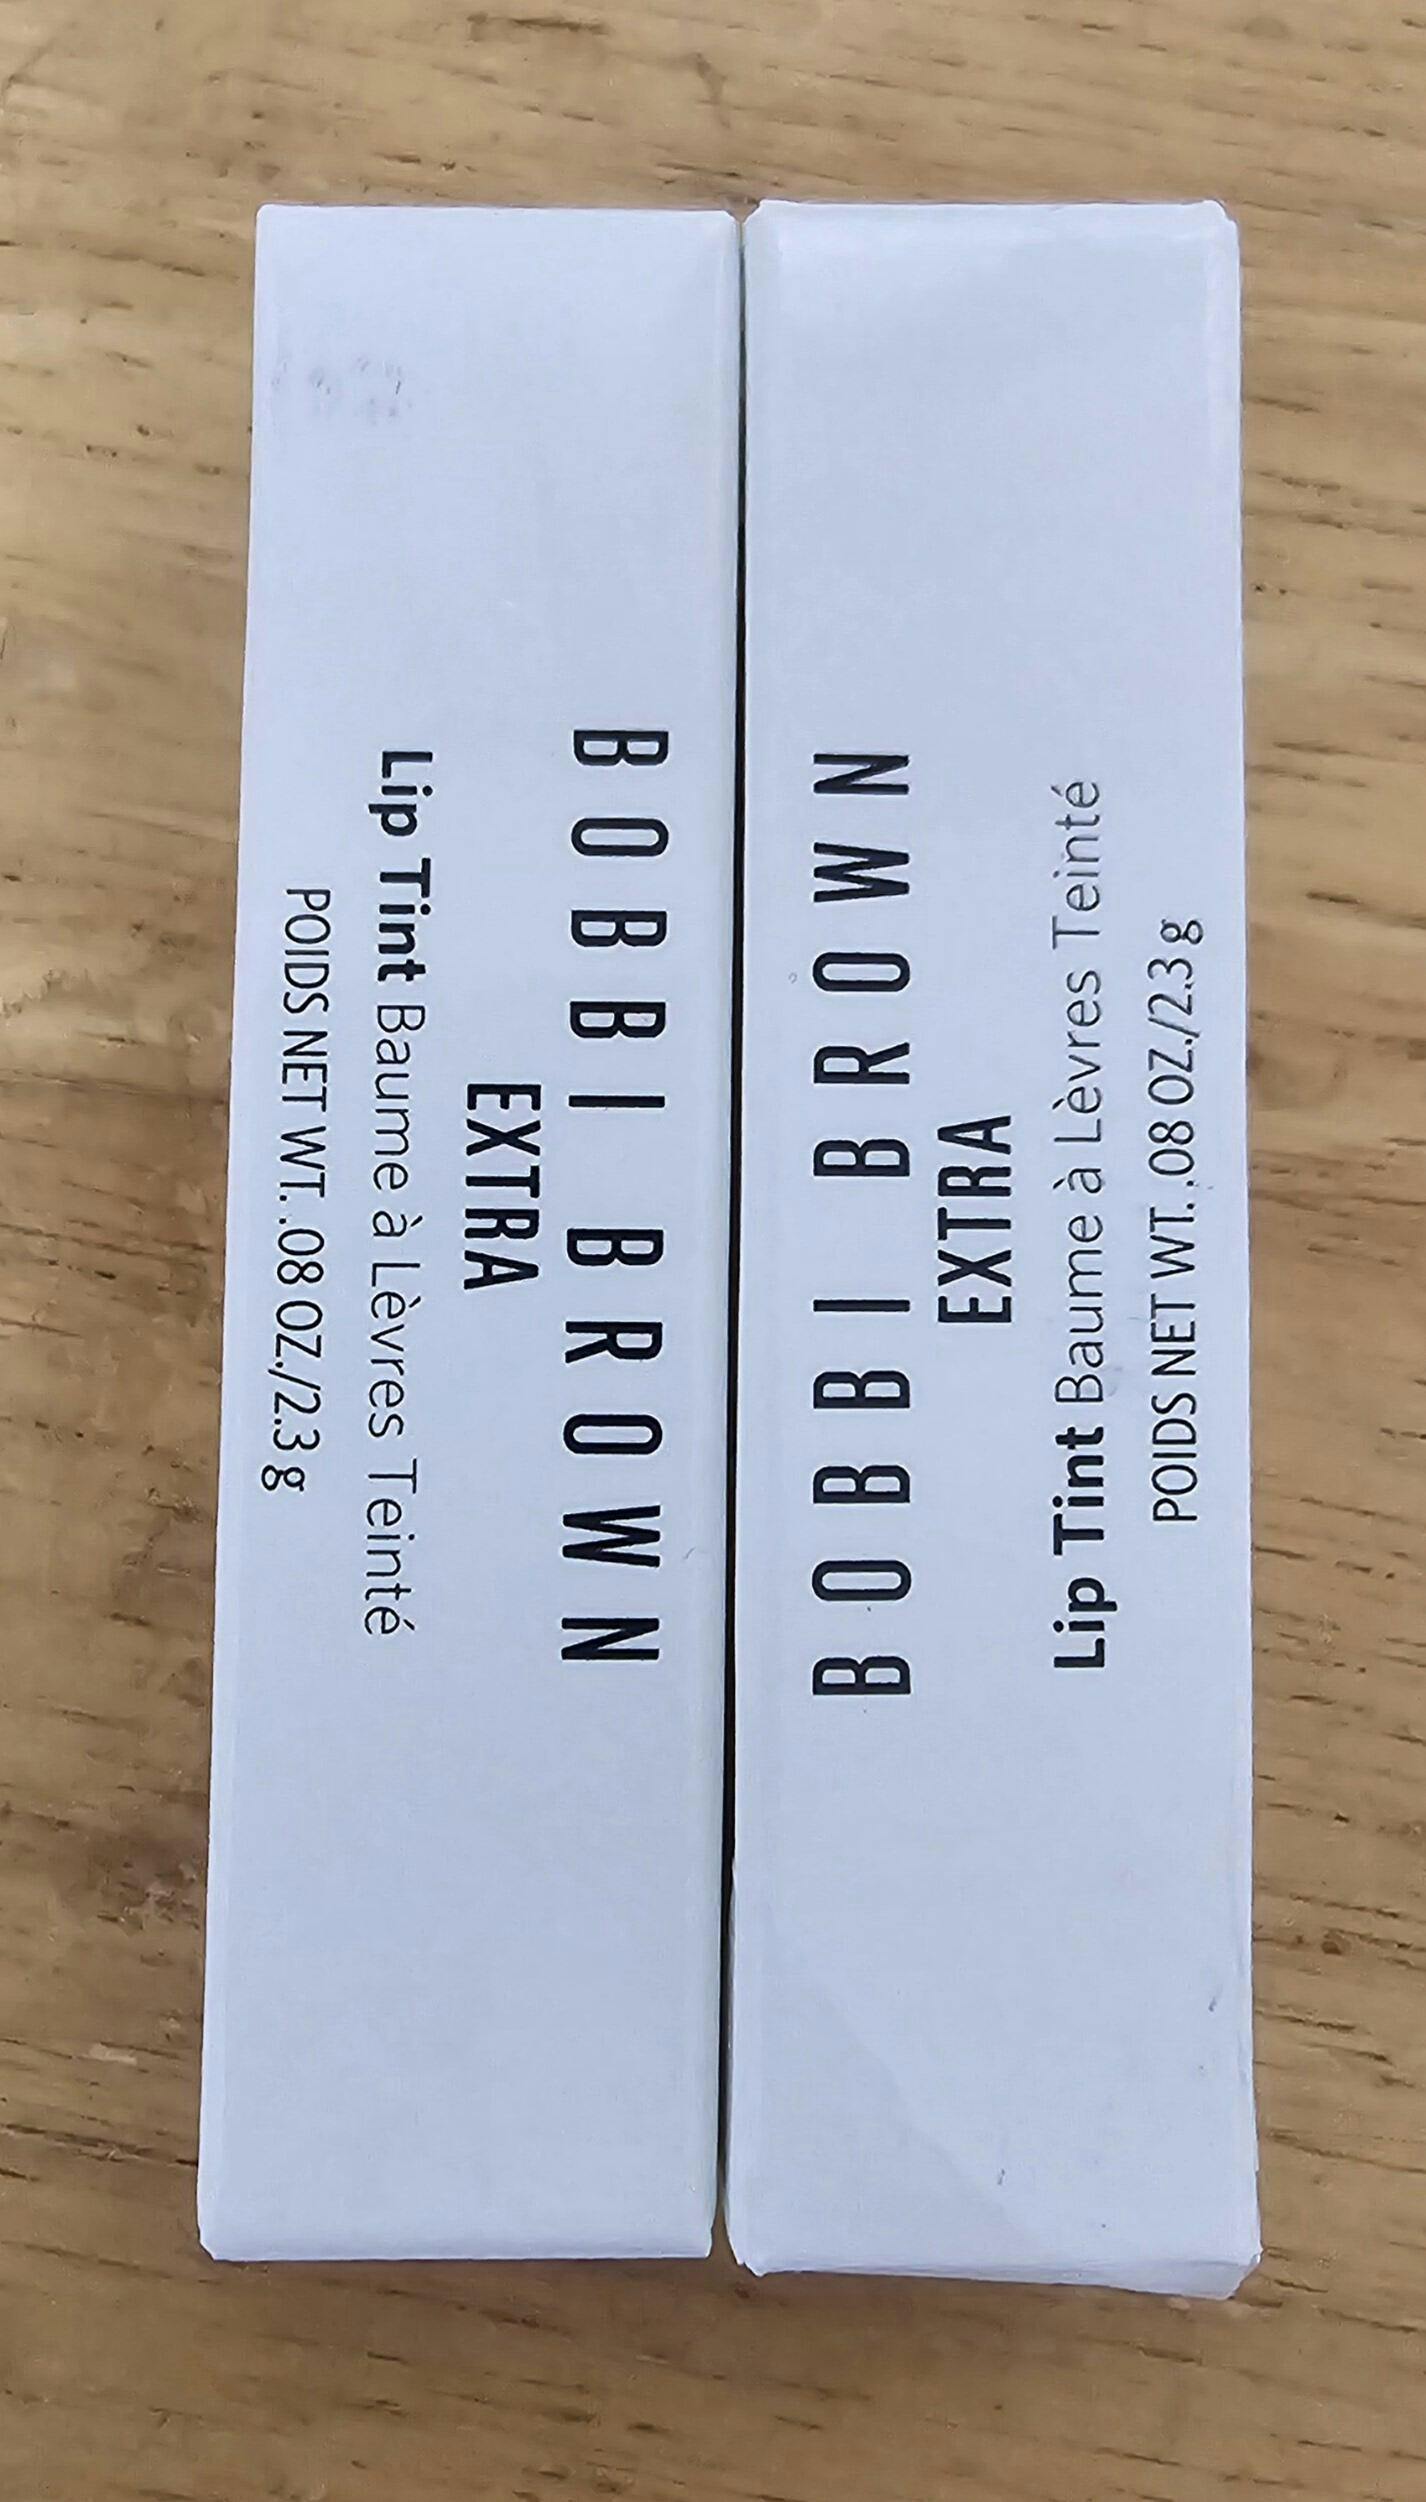 BOBBI BROWN
EXTRA
Lip Tint Baume à Lèvres Teinté
POIDS NET WT. .08 OZ./2.3 g
BOBBI BROWN
EXTRA
Lip Tint Baume à Lèvres Teinté
POIDS NET WT. .08 OZ./2.3 g